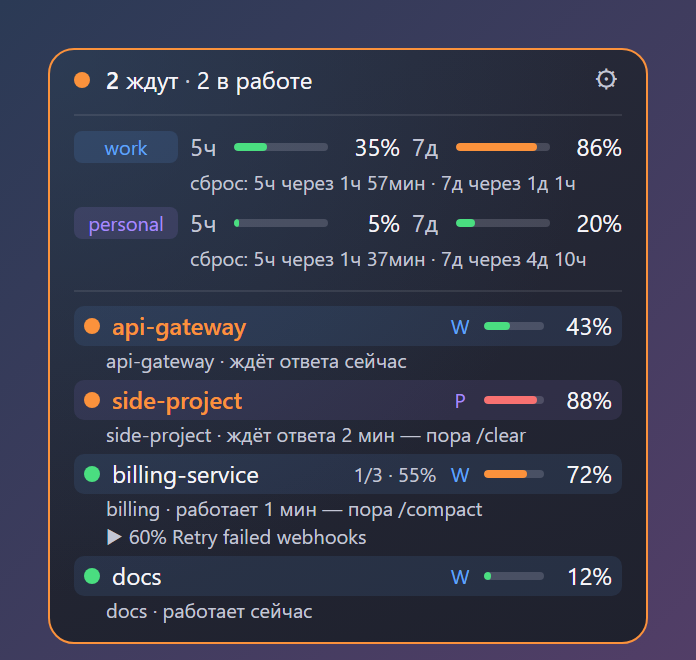 2 ждут · 2 в работе
work 5ч 35% 7д 86%
сброс: 5ч через 1ч 57мин · 7д через 1д 1ч
personal 5ч 5% 7д 20%
сброс: 5ч через 1ч 37мин · 7д через 4д 10ч
api-gateway W 43%
api-gateway · ждёт ответа сейчас
side-project P 88%
side-project · ждёт ответа 2 мин — пора /clear
billing-service 1/3 · 55% W 72%
billing · работает 1 мин — пора /compact
▶ 60% Retry failed webhooks
docs W 12%
docs · работает сейчас